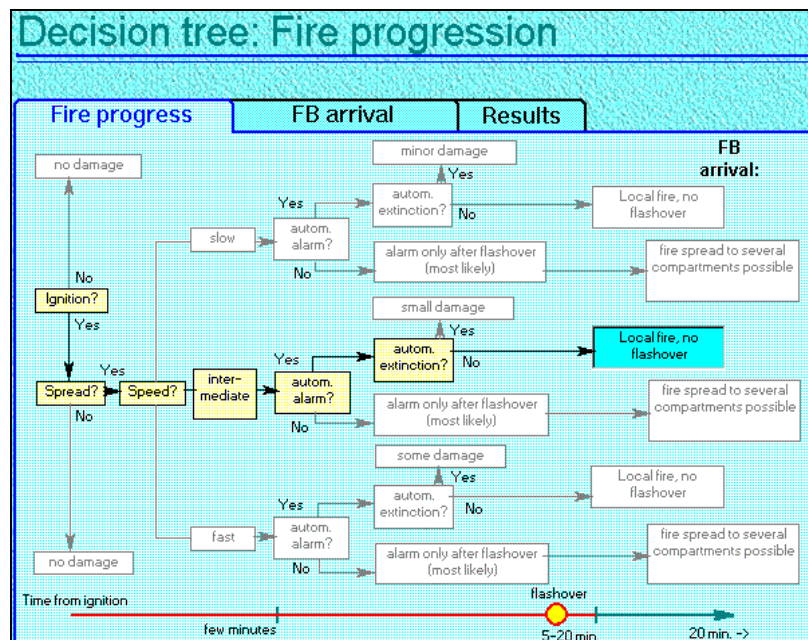 Decision tree: Fire progression
Fire progress
FB arrival
Results
FB
arrival:
minor damage
no damage
Yes
autom.
extinction?
No
Local fire, no
flashover
Yes
slow
autom.
alarm?
No
alarm only after flashover
(most likely)
fire spread to several
compartments possible
No
Ignition?
Yes
small damage
Yes
autom.
extinction?
No
Local fire, no
flashover
Spread?
Yes
Speed?
inter-
mediate
autom.
alarm?
No
No
alarm only after flashover
(most likely)
fire spread to several
compartments possible
some damage
Yes
autom.
extinction?
No
Local fire, no
flashover
Yes
fast
autom.
alarm?
No
alarm only after flashover
(most likely)
fire spread to several
compartments possible
no damage
Time from ignition
flashover
few minutes
5-20 min.
20 min. ->